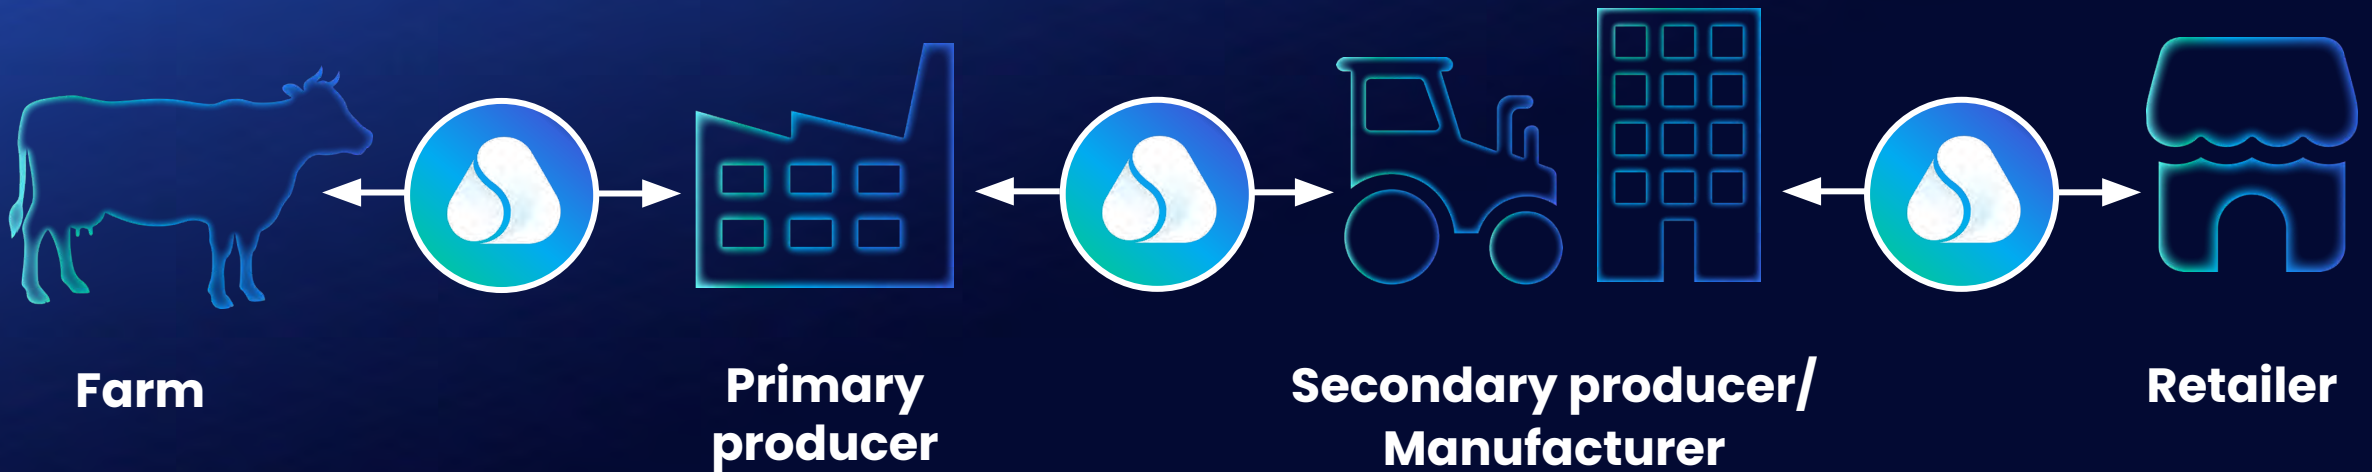 Farm
Primary
producer
Secondary producer/
Manufacturer
Retailer